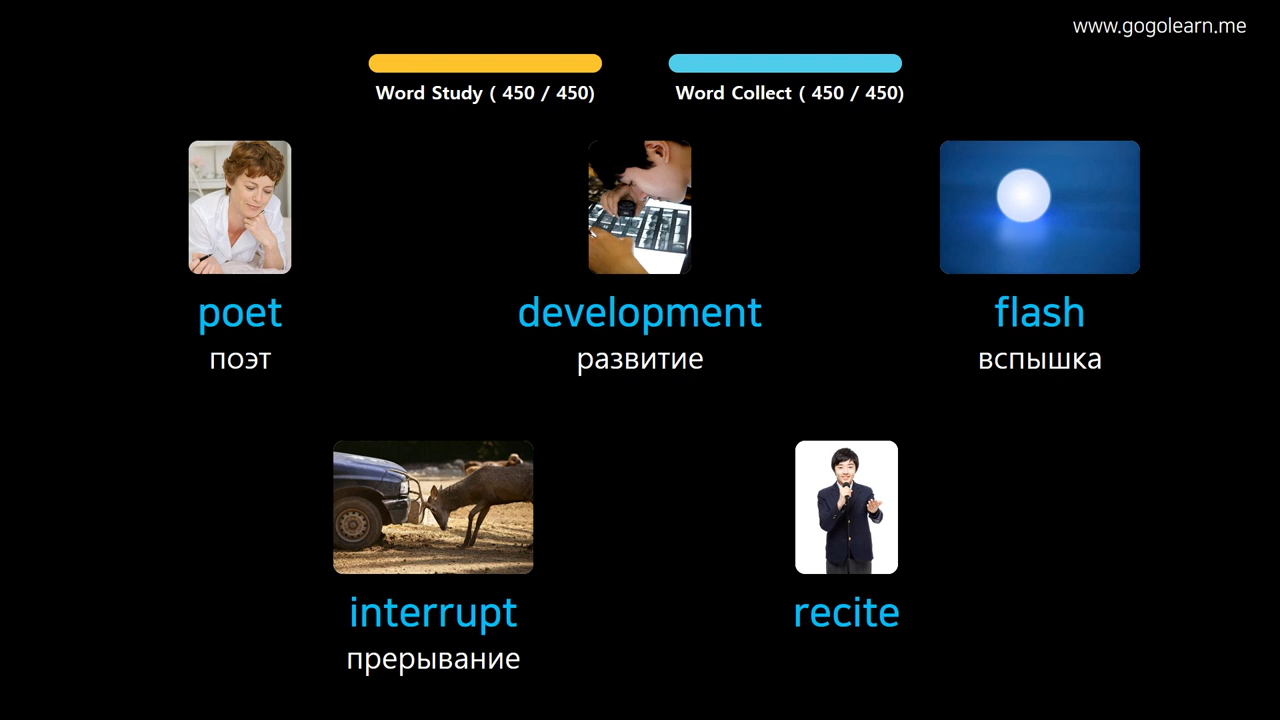 www.gogolearn.me
Word Study ( 450 / 450)
Word Collect ( 450 / 450)
poet
поэт
development
развитие
flash
вспышка
interrupt
прерывание
recite